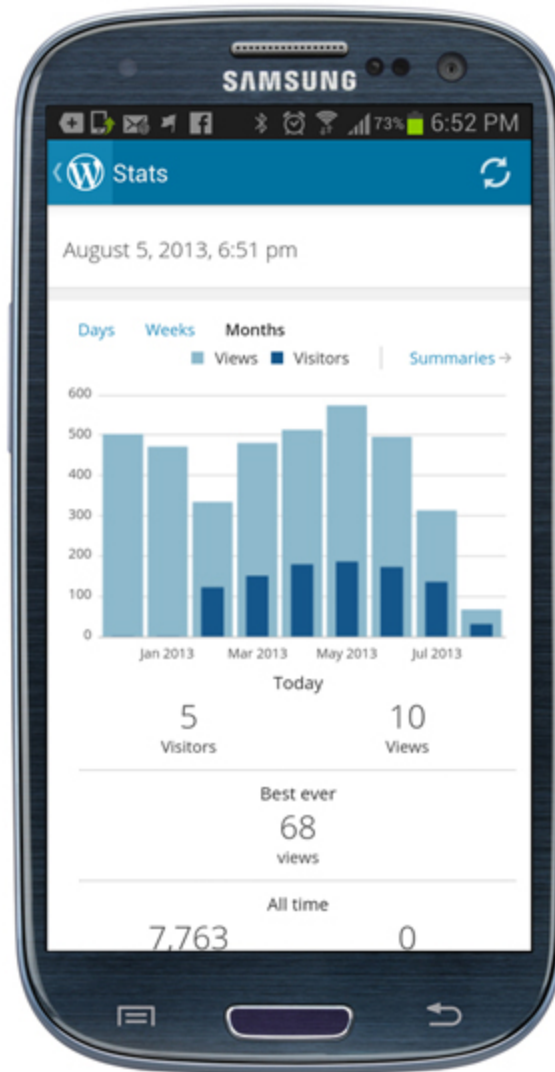 SAMSUNG
73% 6:52 PM
Stats
August 5, 2013, 6:51 pm
Days Weeks Months
Views Visitors Summaries →
600
500
400
300
200
100
0
Jan 2013 Mar 2013 May 2013 Jul 2013
Today
5 10
Visitors Views
Best ever
68
views
All time
7,763 0